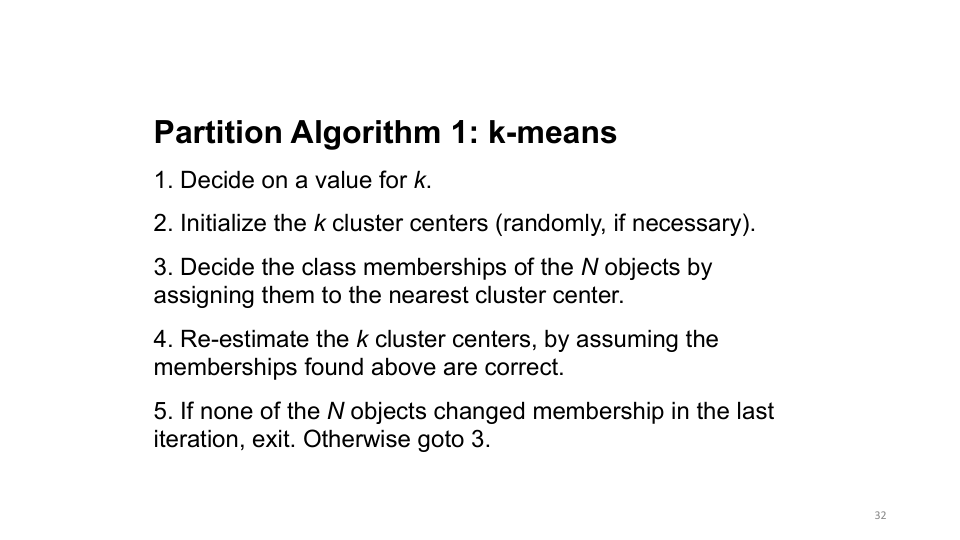 Partition Algorithm 1: k-means
1. Decide on a value for k.
2. Initialize the k cluster centers (randomly, if necessary).
3. Decide the class memberships of the N objects by
assigning them to the nearest cluster center.
4. Re-estimate the k cluster centers, by assuming the
memberships found above are correct.
5. If none of the N objects changed membership in the last
iteration, exit. Otherwise goto 3.
32